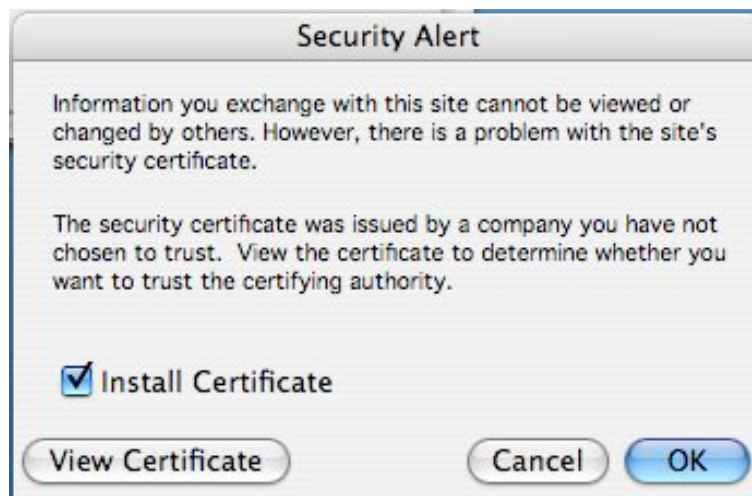 Security Alert
Information you exchange with this site cannot be viewed or
changed by others. However, there is a problem with the site's
security certificate.
The security certificate was issued by a company you have not
chosen to trust.  View the certificate to determine whether you
want to trust the certifying authority.
Install Certificate
View Certificate
Cancel
OK